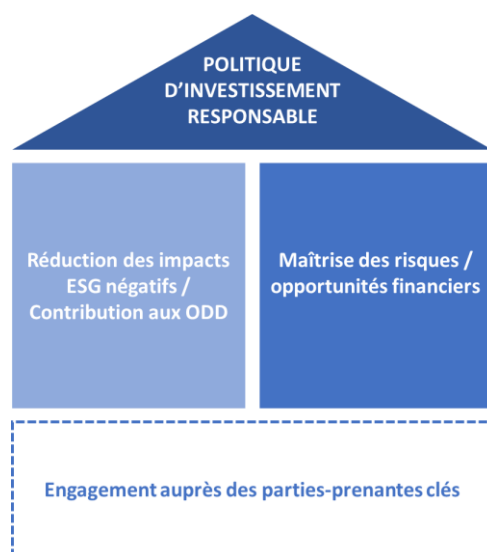 POLITIQUE
D'INVESTISSEMENT
RESPONSABLE
Réduction des impacts
ESG négatifs /
Contribution aux ODD
Maîtrise des risques /
opportunités financiers
Engagement auprès des parties-prenantes clés